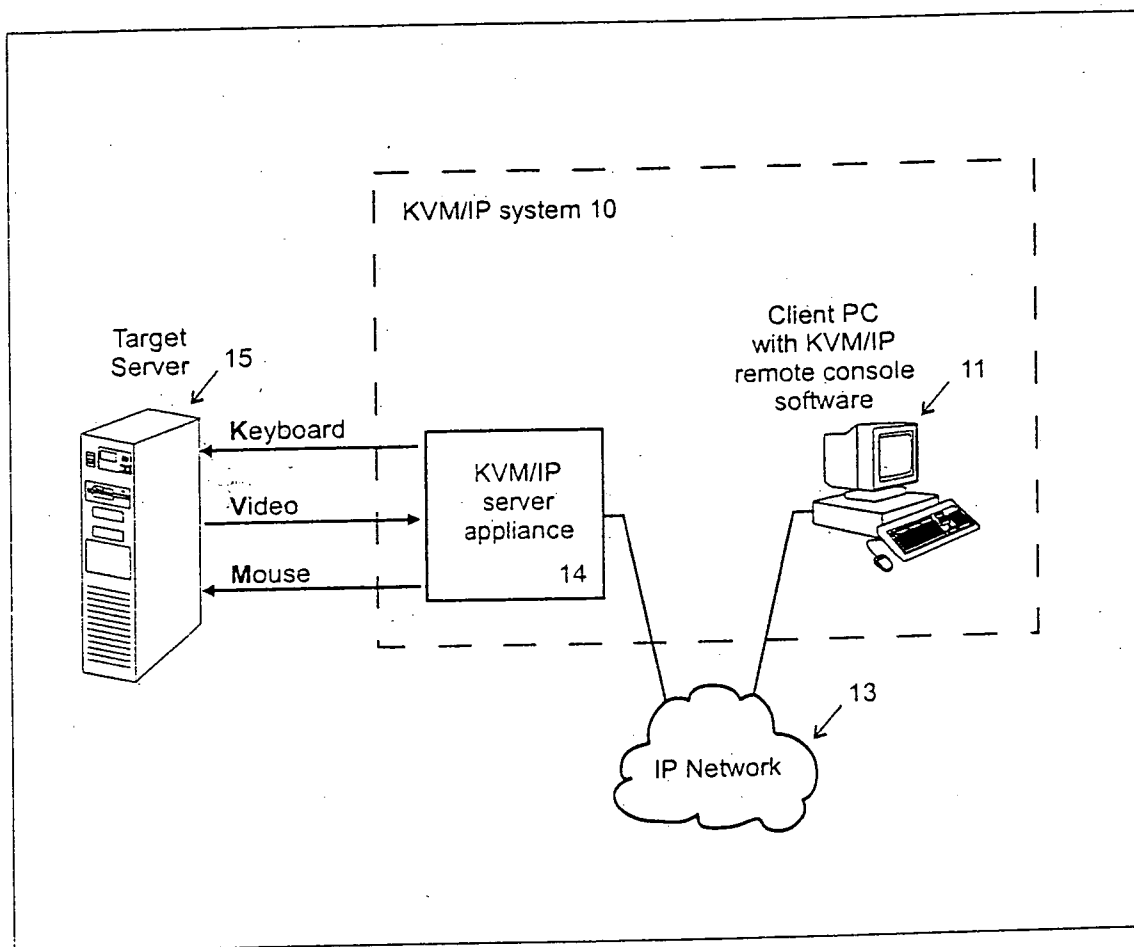 KVM/IP system 10
Target
Server
15
Keyboard
Video
Mouse
KVM/IP
server
appliance
14
Client PC
with KVM/IP
remote console
software
11
13
IP Network